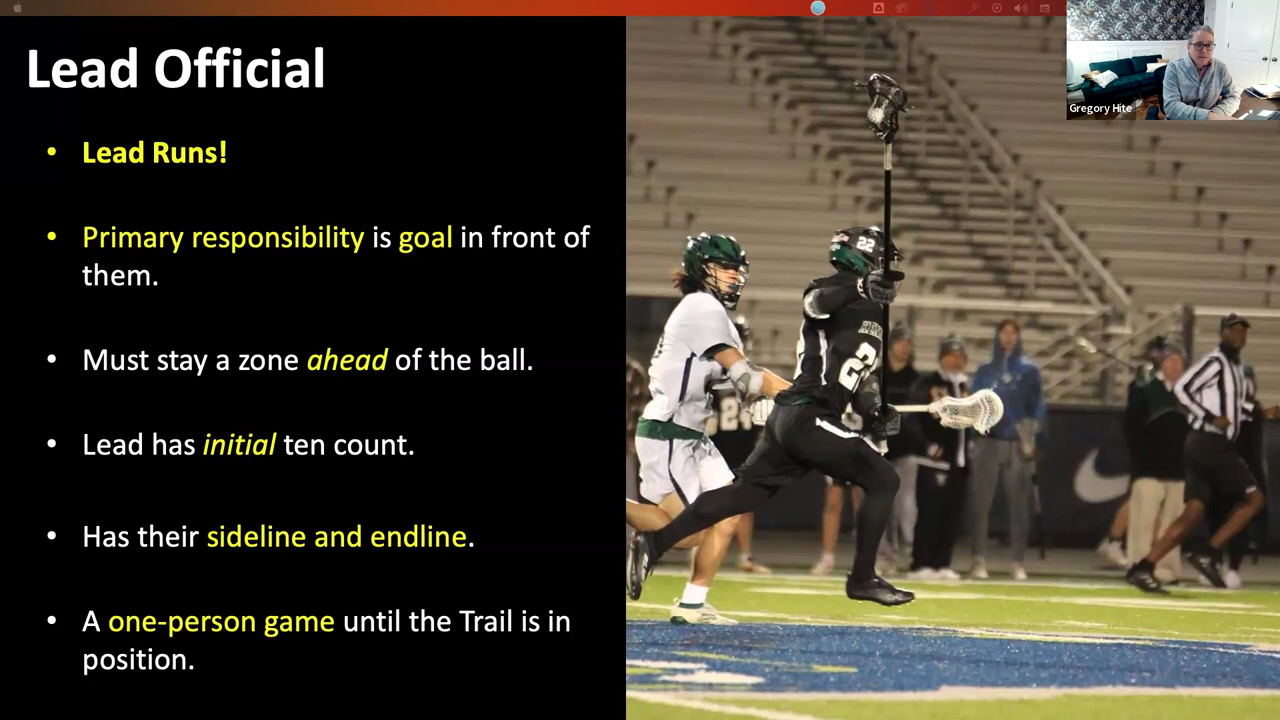 Lead Official
• Lead Runs!
• Primary responsibility is goal in front of
them.
• Must stay a zone ahead of the ball.
• Lead has initial ten count.
• Has their sideline and endline.
• A one-person game until the Trail is in
position.
Gregory Hite
22
22